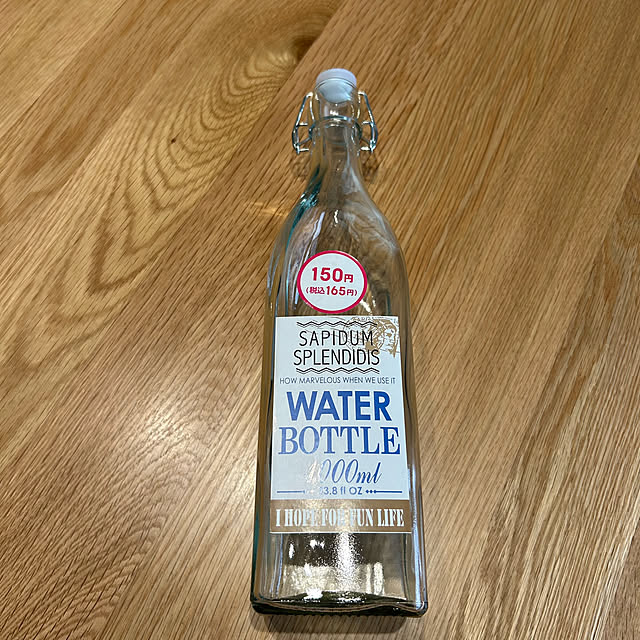 150円
(税込165円)
SAPIDUM
SPLENDIDIS
HOW MARVELOUS WHEN WE USE IT
WATER
BOTTLE
1000ml
33.8 fl OZ
I HOPE FOR FUN LIFE